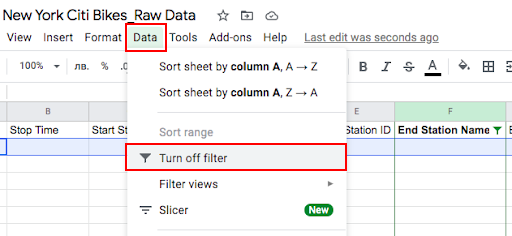 New York Citi Bikes_Raw Data
View Insert Format Data Tools Add-ons Help Last edit was seconds ago
100% лв. % S A
Sort sheet by column A, A → Z
Sort sheet by column A, Z → A
B F
Stop Time Start St Station ID End Station Name E
Sort range
Turn off filter
Filter views
Slicer New